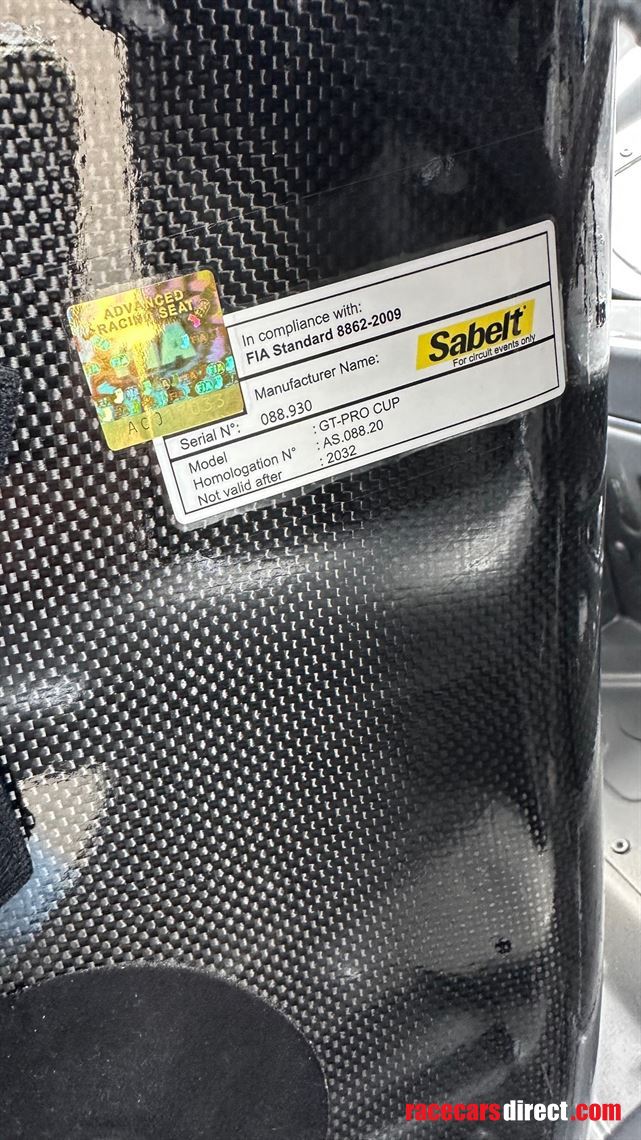 ADVANCED
RACING SEAT
FIA
In compliance with:
FIA Standard 8862-2009
Manufacturer Name:
Sabelt
For circuit events only
Serial N°: 088.930
Model : GT-PRO CUP
Homologation N° : AS.088.20
Not valid after : 2032
racecarsdirect.com